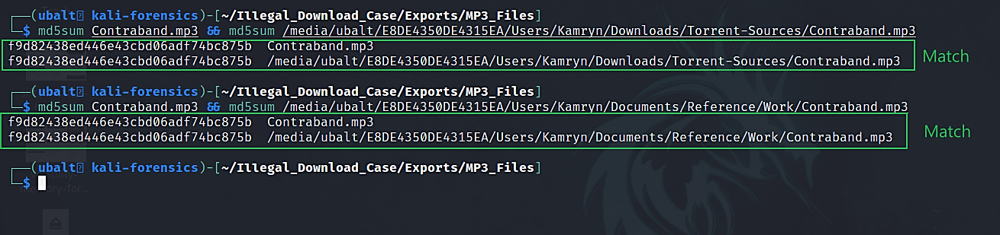 (ubalt kali-forensics)-[~/Illegal_Download_Case/Exports/MP3_Files]
$ md5sum Contraband.mp3 && md5sum /media/ubalt/E8DE4350DE4315EA/Users/Kamryn/Downloads/Torrent-Sources/Contraband.mp3
f9d82438ed446e43cbd06adf74bc875b  Contraband.mp3
f9d82438ed446e43cbd06adf74bc875b  /media/ubalt/E8DE4350DE4315EA/Users/Kamryn/Downloads/Torrent-Sources/Contraband.mp3
Match
(ubalt kali-forensics)-[~/Illegal_Download_Case/Exports/MP3_Files]
$ md5sum Contraband.mp3 && md5sum /media/ubalt/E8DE4350DE4315EA/Users/Kamryn/Documents/Reference/Work/Contraband.mp3
f9d82438ed446e43cbd06adf74bc875b  Contraband.mp3
f9d82438ed446e43cbd06adf74bc875b  /media/ubalt/E8DE4350DE4315EA/Users/Kamryn/Documents/Reference/Work/Contraband.mp3
Match
(ubalt kali-forensics)-[~/Illegal_Download_Case/Exports/MP3_Files]
$